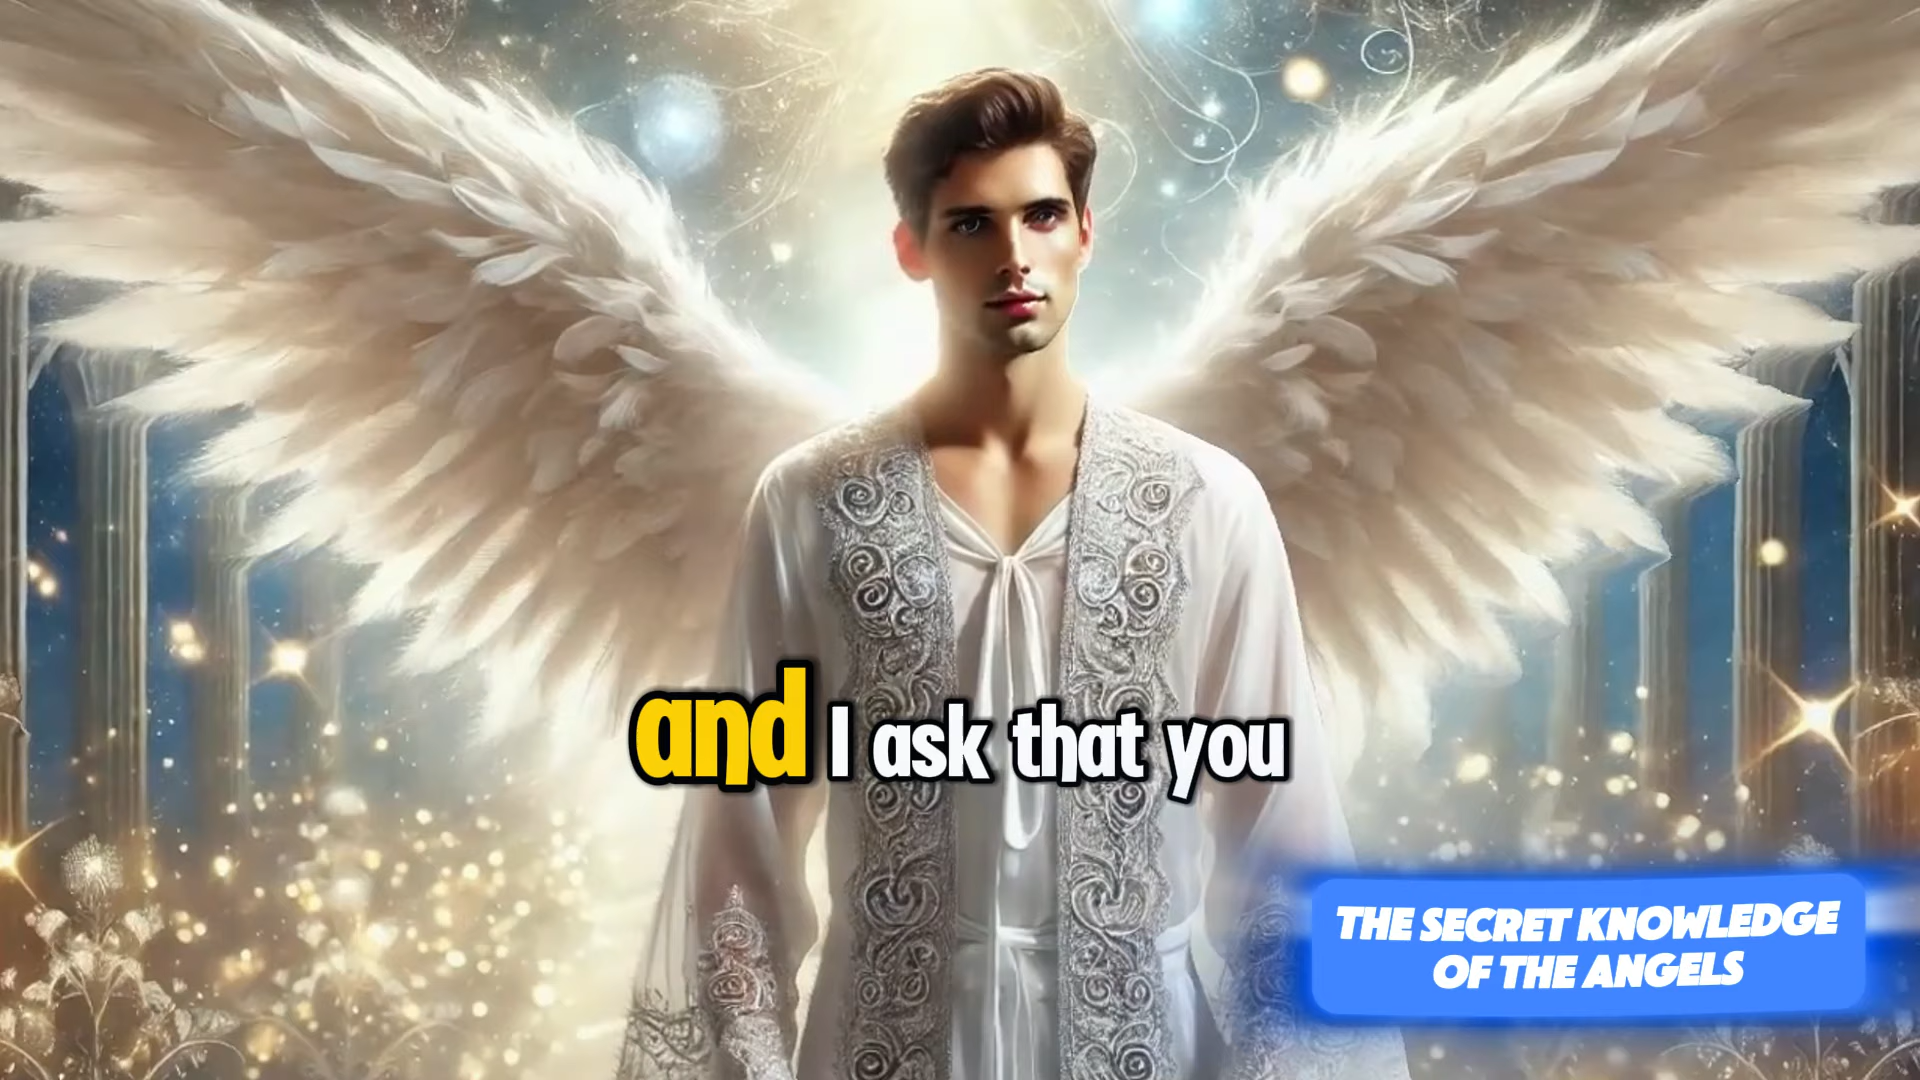 and I ask that you
THE SECRET KNOWLEDGE
OF THE ANGELS